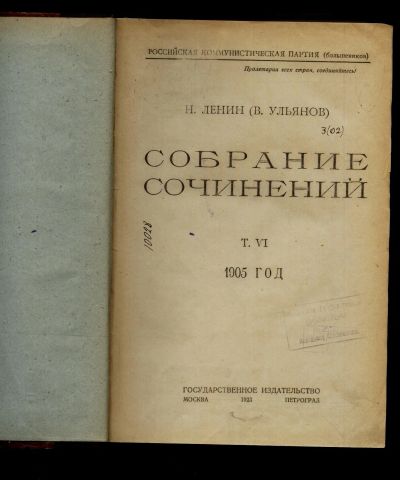 РОССИЙСКАЯ КОММУНИСТИЧЕСКАЯ ПАРТИЯ (большевиков)
Пролетарии всех стран, соединяйтесь!
Н. ЛЕНИН (В. УЛЬЯНОВ)
3(02)
СОБРАНИЕ
СОЧИНЕНИЙ
10028
Т. VI
1905 ГОД
ГОСУДАРСТВЕННОЕ ИЗДАТЕЛЬСТВО
МОСКВА 1923 ПЕТРОГРАД